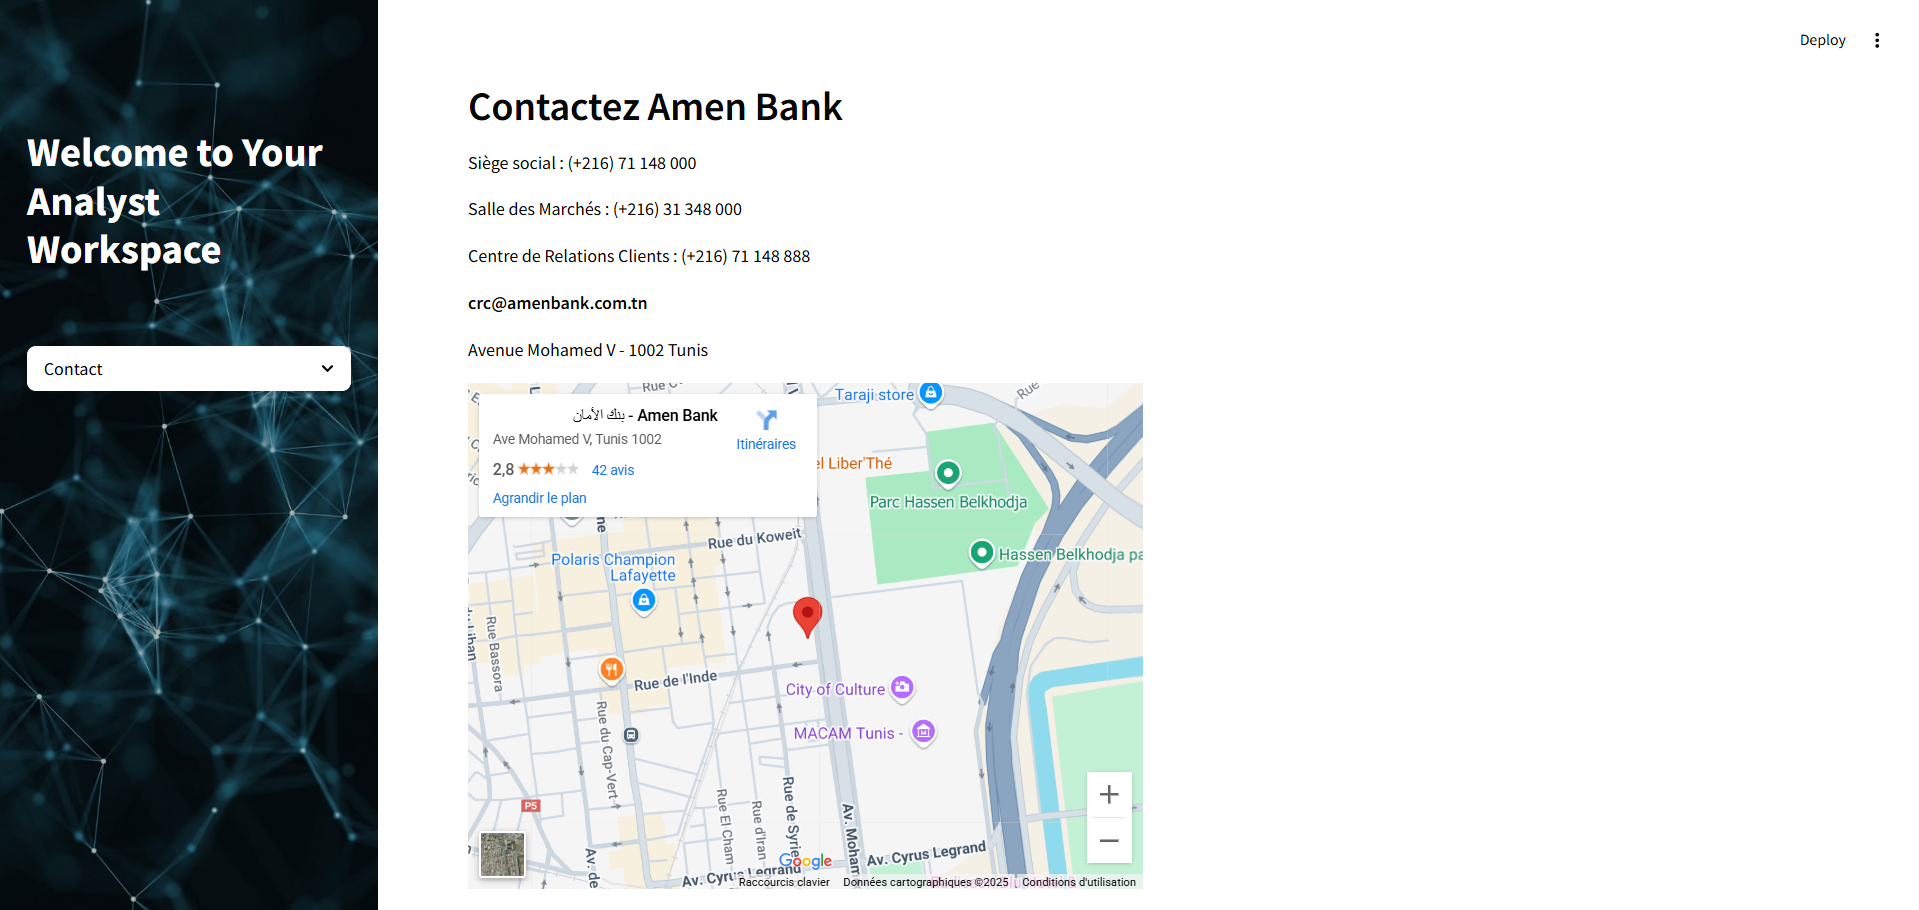 Deploy
Welcome to Your
Analyst
Workspace
Contact
Contactez Amen Bank
Siège social : (+216) 71 148 000
Salle des Marchés : (+216) 31 348 000
Centre de Relations Clients : (+216) 71 148 888
crc@amenbank.com.tn
Avenue Mohamed V - 1002 Tunis
Amen Bank - بنك الأمان
Ave Mohamed V, Tunis 1002
2,8
42 avis
Agrandir le plan
Itinéraires
Taraji store
Rue
Rue
Liber'Thé
Parc Hassen Belkhodja
Hassen Belkhodja
Rue du Koweit
Polaris Champion
Lafayette
Rue Bassora
Rue de l'Inde
City of Culture
MACAM Tunis -
Rue du Cap-Vert
P5
Rue El Cham
Rue d'Iran
Rue de Syrie
Av. Moham
Av. de
Av. Cyrus Legrand
Av. Cyrus Legrand
Google
Raccourcis clavier
Données cartographiques ©2025
Conditions d'utilisation